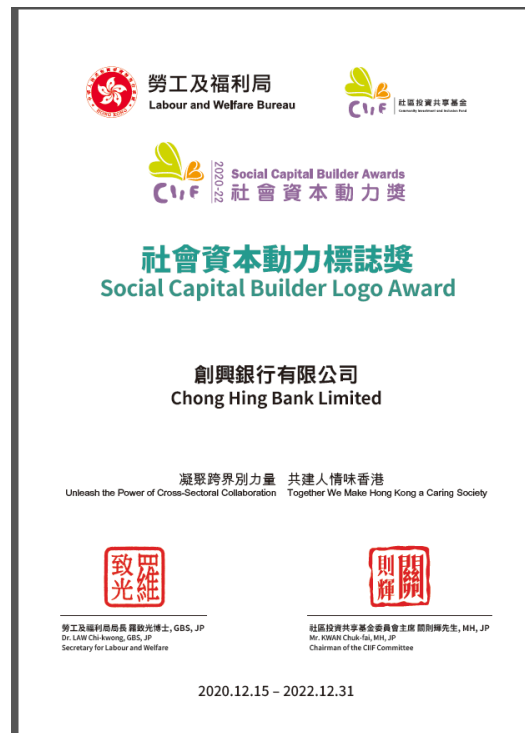 勞工及福利局
Labour and Welfare Bureau
HONG KONG
CIIF
社區投資共享基金
Community Investment and Inclusion Fund
CIIF
2020-22
Social Capital Builder Awards
社會資本動力獎
社會資本動力標誌獎
Social Capital Builder Logo Award
創興銀行有限公司
Chong Hing Bank Limited
凝聚跨界別力量 共建人情味香港
Unleash the Power of Cross-Sectoral Collaboration Together We Make Hong Kong a Caring Society
羅致光
關則輝
勞工及福利局局長 羅致光博士, GBS, JP
Dr. LAW Chi-kwong, GBS, JP
Secretary for Labour and Welfare
社區投資共享基金委員會主席 關則輝先生, MH, JP
Mr. KWAN Chuk-fai, MH, JP
Chairman of the CIIF Committee
2020.12.15 – 2022.12.31